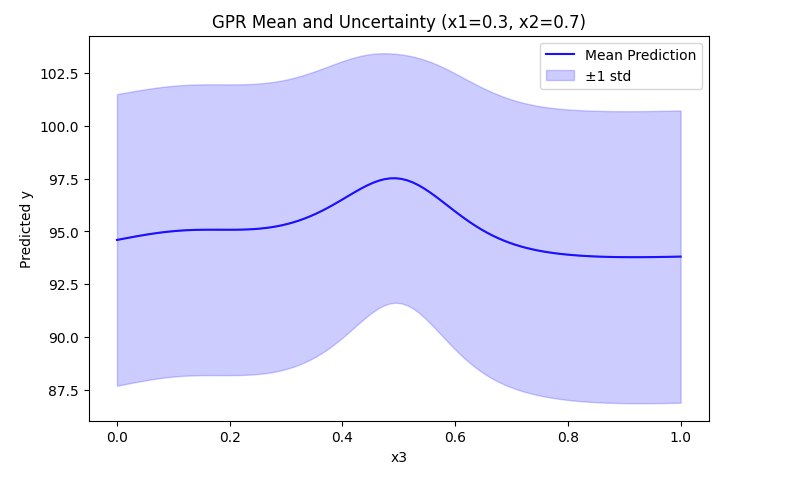 GPR Mean and Uncertainty (x1=0.3, x2=0.7)
Mean Prediction
±1 std
Predicted y
102.5
100.0
97.5
95.0
92.5
90.0
87.5
0.0 0.2 0.4 0.6 0.8 1.0
x3